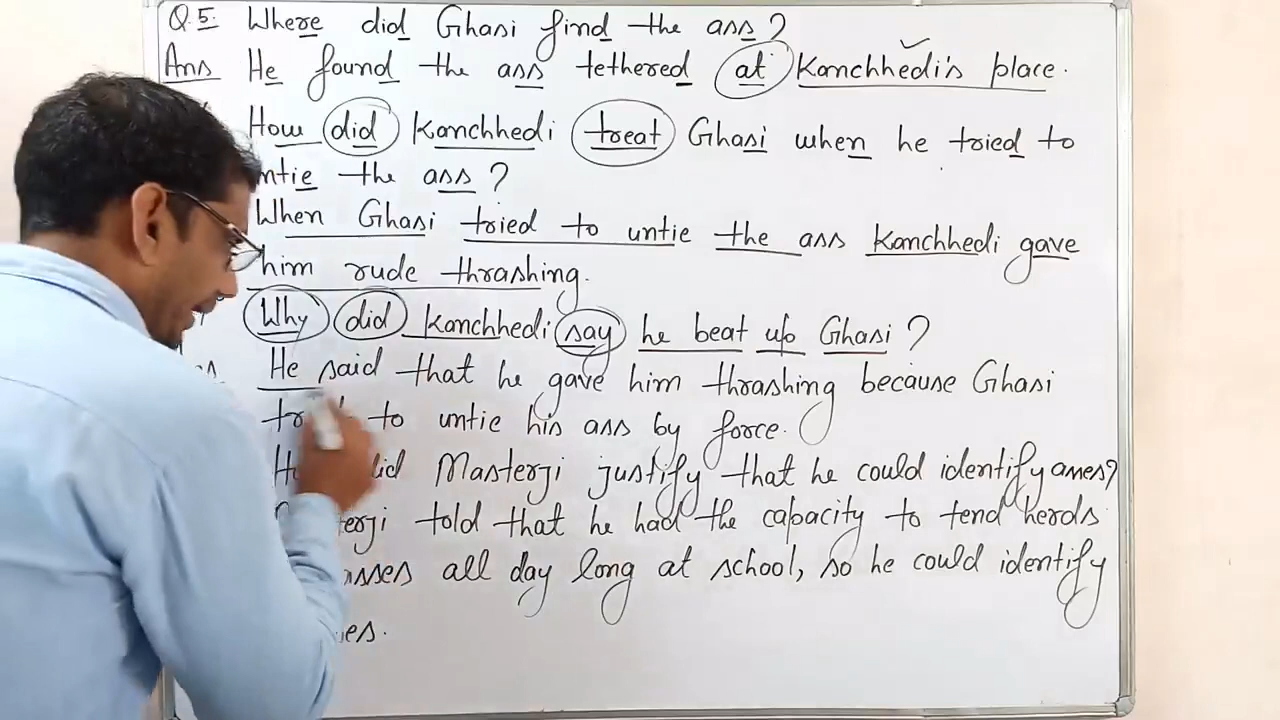 Q.5. Where did Ghasi find the ass?
Ans He found the ass tethered at Kanchhedi's place.
How did Kanchhedi treat Ghasi when he tried to
the ass?
When Ghasi tried to untie the ass Kanchhedi gave
him rude thrashing.
Why did Kanchhedi say he beat up Ghasi?
He said that he gave him thrashing because Ghasi
to untie his ass by force.
Masterji justify that he could identify
told that he had the capacity to tend herds
asses all day long at school, so he could identify